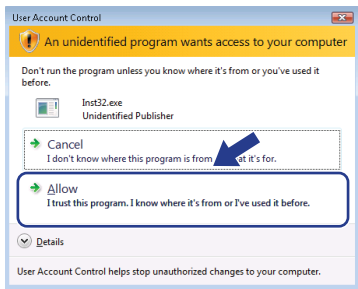 User Account Control
An unidentified program wants access to your computer
Don't run the program unless you know where it's from or you've used it
before.
Inst32.exe
Unidentified Publisher
Cancel
I don't know where this program is from at it's for.
Allow
I trust this program. I know where it's from or I've used it before.
Details
User Account Control helps stop unauthorized changes to your computer.